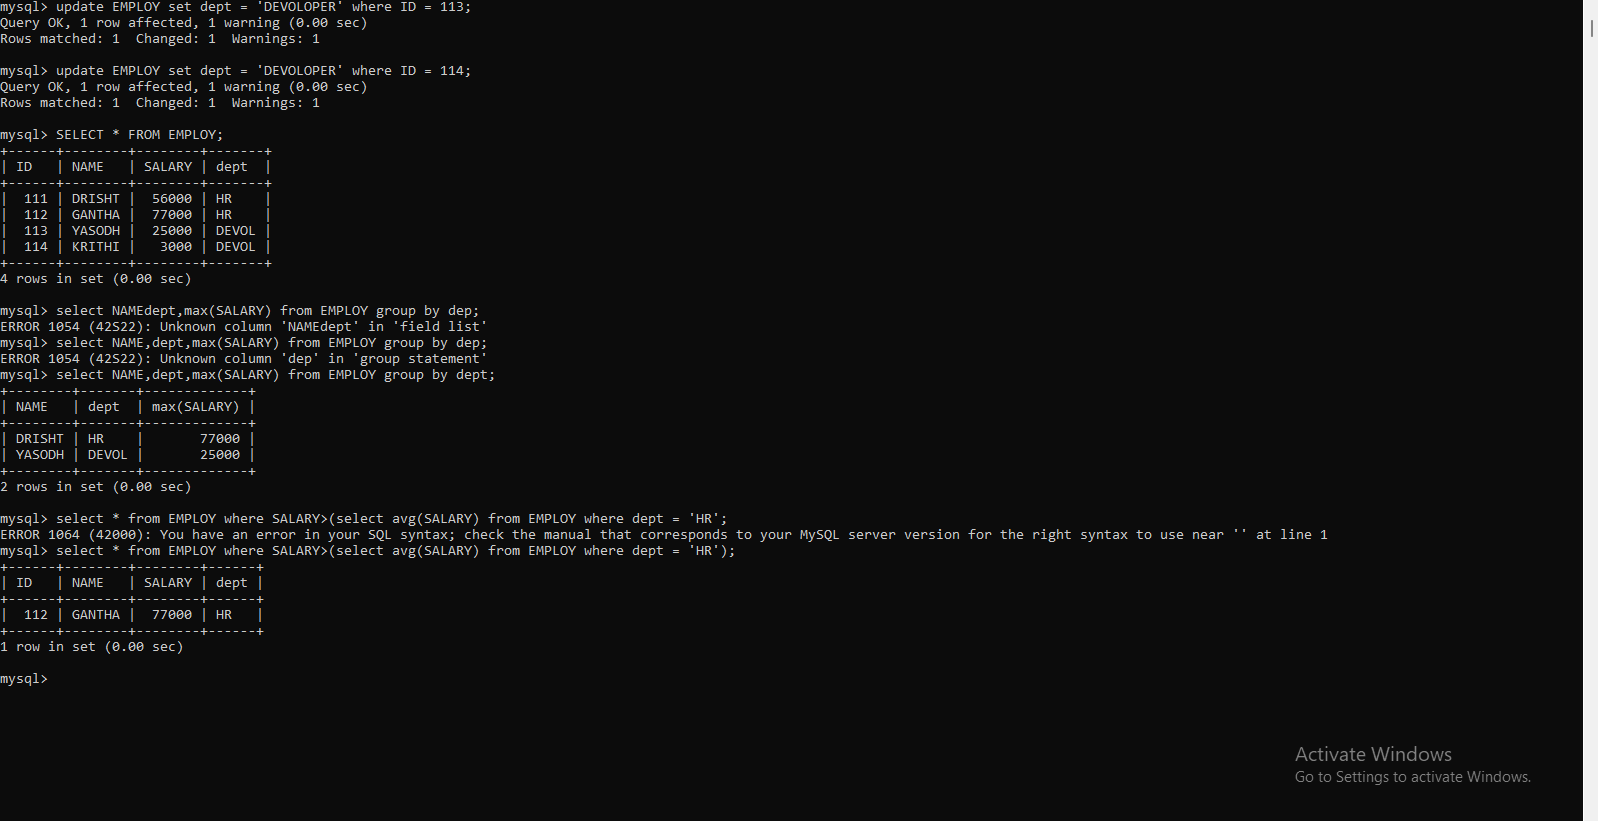 mysql> update EMPLOY set dept = 'DEVOLOPER' where ID = 113;
Query OK, 1 row affected, 1 warning (0.00 sec)
Rows matched: 1  Changed: 1  Warnings: 1

mysql> update EMPLOY set dept = 'DEVOLOPER' where ID = 114;
Query OK, 1 row affected, 1 warning (0.00 sec)
Rows matched: 1  Changed: 1  Warnings: 1

mysql> SELECT * FROM EMPLOY;
+------+--------+--------+-------+
| ID   | NAME   | SALARY | dept  |
+------+--------+--------+-------+
|  111 | DRISHT |  56000 | HR    |
|  112 | GANTHA |  77000 | HR    |
|  113 | YASODH |  25000 | DEVOL |
|  114 | KRITHI |   3000 | DEVOL |
+------+--------+--------+-------+
4 rows in set (0.00 sec)

mysql> select NAMEdept,max(SALARY) from EMPLOY group by dep;
ERROR 1054 (42S22): Unknown column 'NAMEdept' in 'field list'
mysql> select NAME,dept,max(SALARY) from EMPLOY group by dep;
ERROR 1054 (42S22): Unknown column 'dep' in 'group statement'
mysql> select NAME,dept,max(SALARY) from EMPLOY group by dept;
+--------+-------+-------------+
| NAME   | dept  | max(SALARY) |
+--------+-------+-------------+
| DRISHT | HR    |       77000 |
| YASODH | DEVOL |       25000 |
+--------+-------+-------------+
2 rows in set (0.00 sec)

mysql> select * from EMPLOY where SALARY>(select avg(SALARY) from EMPLOY where dept = 'HR';
ERROR 1064 (42000): You have an error in your SQL syntax; check the manual that corresponds to your MySQL server version for the right syntax to use near '' at line 1
mysql> select * from EMPLOY where SALARY>(select avg(SALARY) from EMPLOY where dept = 'HR');
+------+--------+--------+------+
| ID   | NAME   | SALARY | dept |
+------+--------+--------+------+
|  112 | GANTHA |  77000 | HR   |
+------+--------+--------+------+
1 row in set (0.00 sec)

mysql>
Activate Windows
Go to Settings to activate Windows.